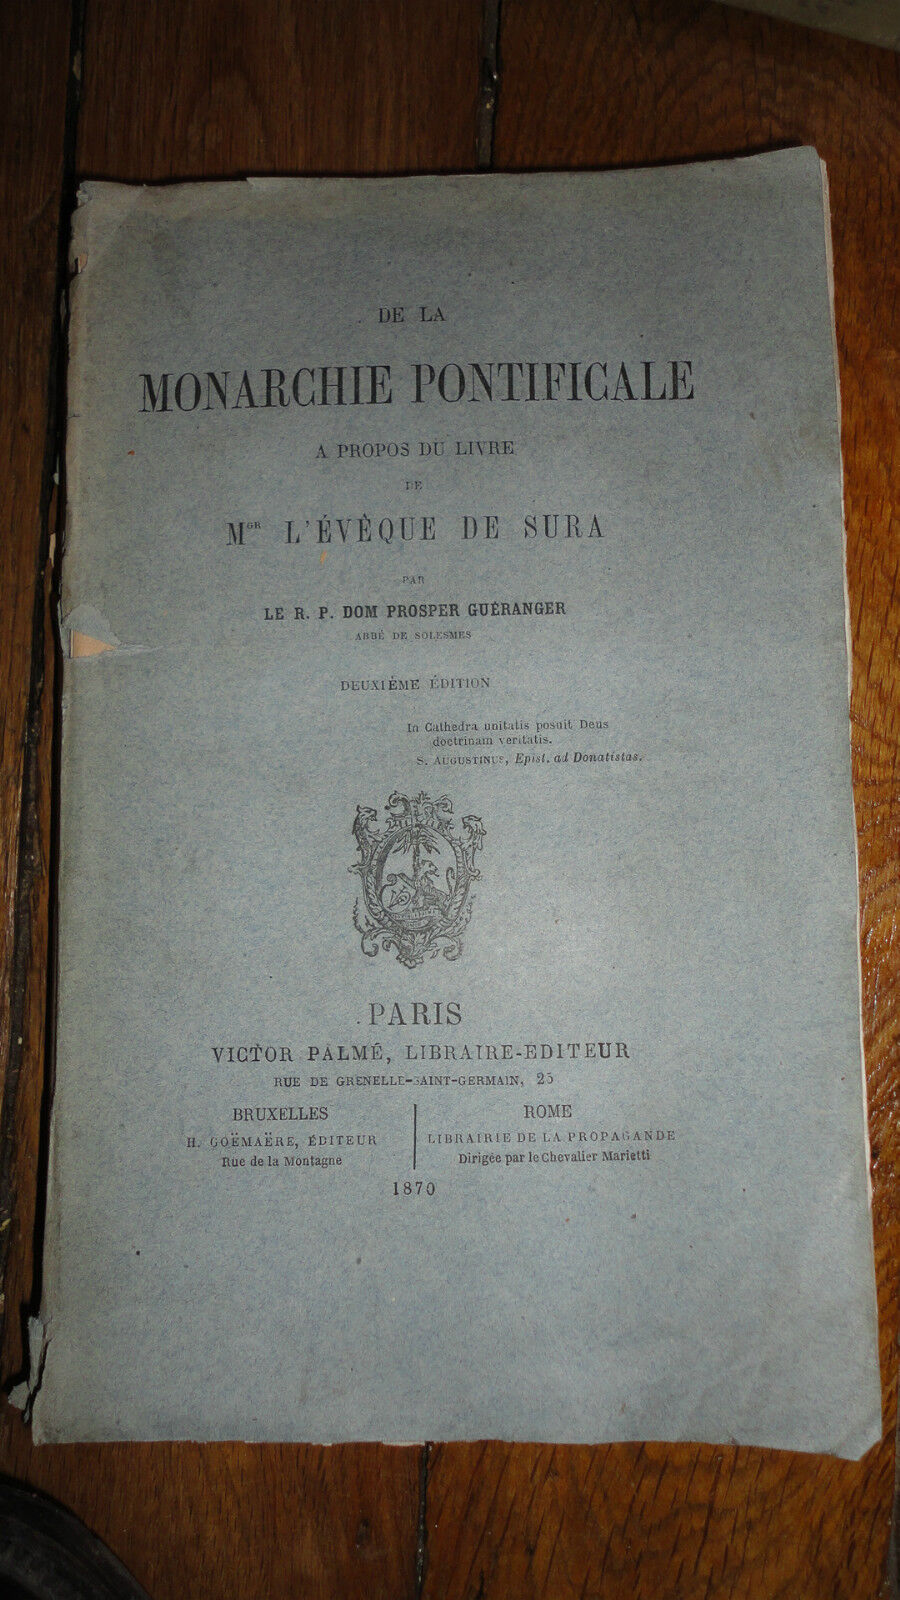 DE LA
MONARCHIE PONTIFICALE
A PROPOS DU LIVRE
DE
MGR L'ÉVÊQUE DE SURA
PAR
LE R. P. DOM PROSPER GUÉRANGER
ABBÉ DE SOLESMES
DEUXIÉME ÉDITION
In Cathedra unitatis posuit Deus
doctrinam veritatis.
S. AUGUSTINUS, Epist. ad Donatistas.
PARIS
VICTOR PALMÉ, LIBRAIRE-EDITEUR
RUE DE GRENELLE-SAINT-GERMAIN, 25
BRUXELLES
H. GOËMAËRE, ÉDITEUR
Rue de la Montagne
ROME
LIBRAIRIE DE LA PROPAGANDE
Dirigée par le Chevalier Marietti
1870